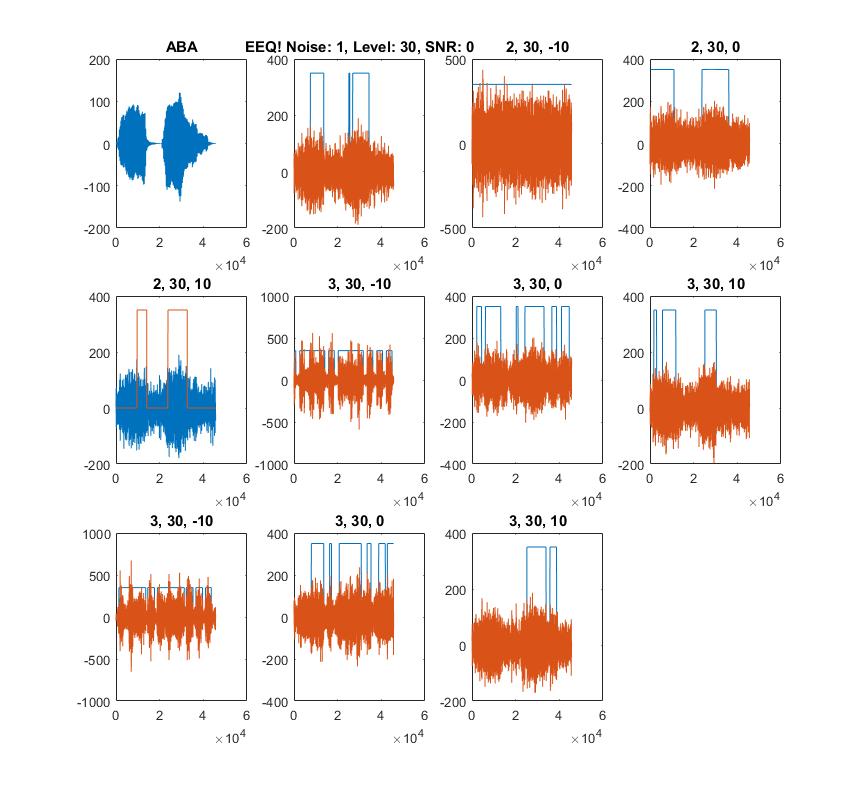 ABA EEQ! Noise: 1, Level: 30, SNR: 0 2, 30, -10 2, 30, 0
200 400 500 400
100 200 200
0 0 0 0
-100 -200
-200 -200 -500 -400
0 2 4 6 0 2 4 6 0 2 4 6 0 2 4 6
×10^4 ×10^4 ×10^4 ×10^4
2, 30, 10 3, 30, -10 3, 30, 0 3, 30, 10
400 1000 400 400
200 500 200 200
0 0 0 0
-500 -200
-200 -1000 -400 -200
0 2 4 6 0 2 4 6 0 2 4 6 0 2 4 6
×10^4 ×10^4 ×10^4 ×10^4
3, 30, -10 3, 30, 0 3, 30, 10
1000 400 400
500 200 200
0 0 0
-500 -200
-1000 -400 -200
0 2 4 6 0 2 4 6 0 2 4 6
×10^4 ×10^4 ×10^4